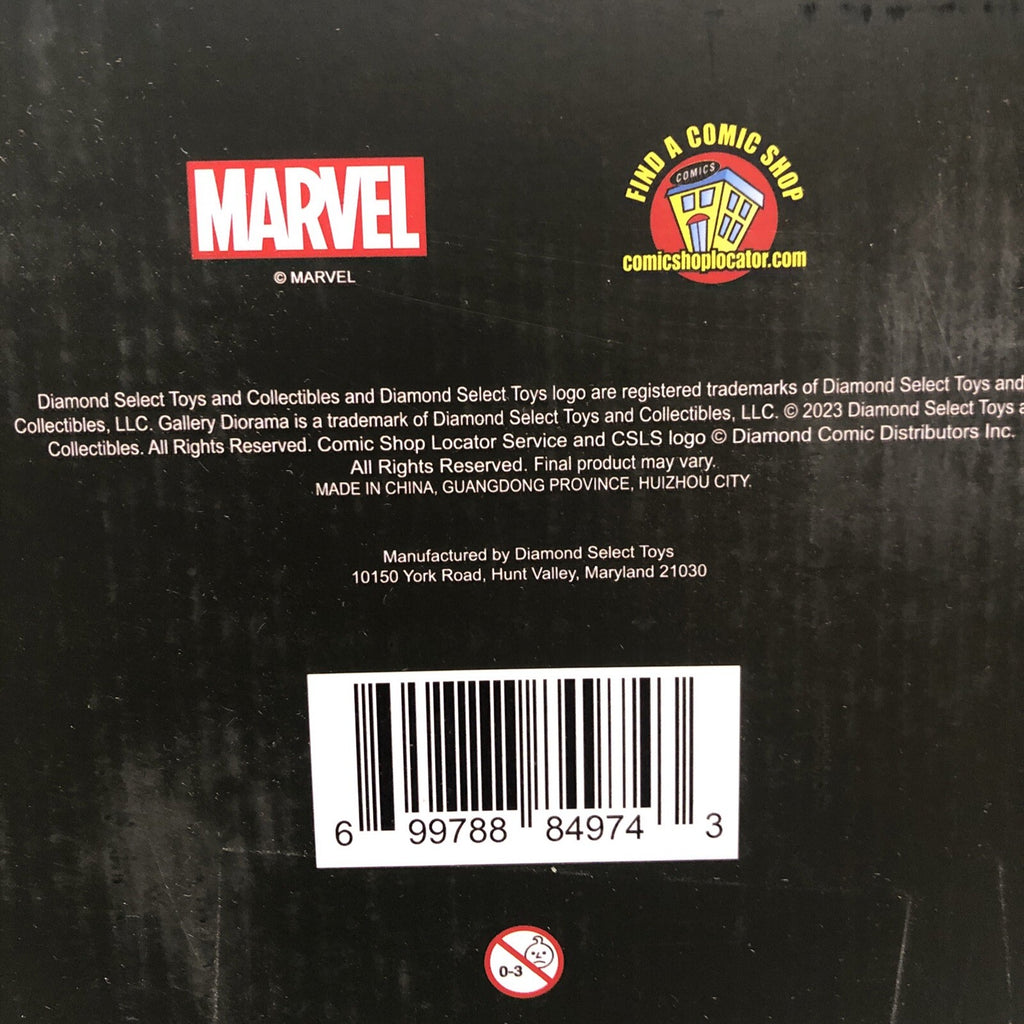 MARVEL
© MARVEL
FIND A COMIC SHOP
COMICS
comicshoplocator.com
Diamond Select Toys and Collectibles and Diamond Select Toys logo are registered trademarks of Diamond Select Toys and
Collectibles, LLC. Gallery Diorama is a trademark of Diamond Select Toys and Collectibles, LLC. © 2023 Diamond Select Toys
Collectibles. All Rights Reserved. Comic Shop Locator Service and CSLS logo © Diamond Comic Distributors Inc.
All Rights Reserved. Final product may vary.
MADE IN CHINA, GUANGDONG PROVINCE, HUIZHOU CITY.
Manufactured by Diamond Select Toys
10150 York Road, Hunt Valley, Maryland 21030
6 99788 84974 3
0-3